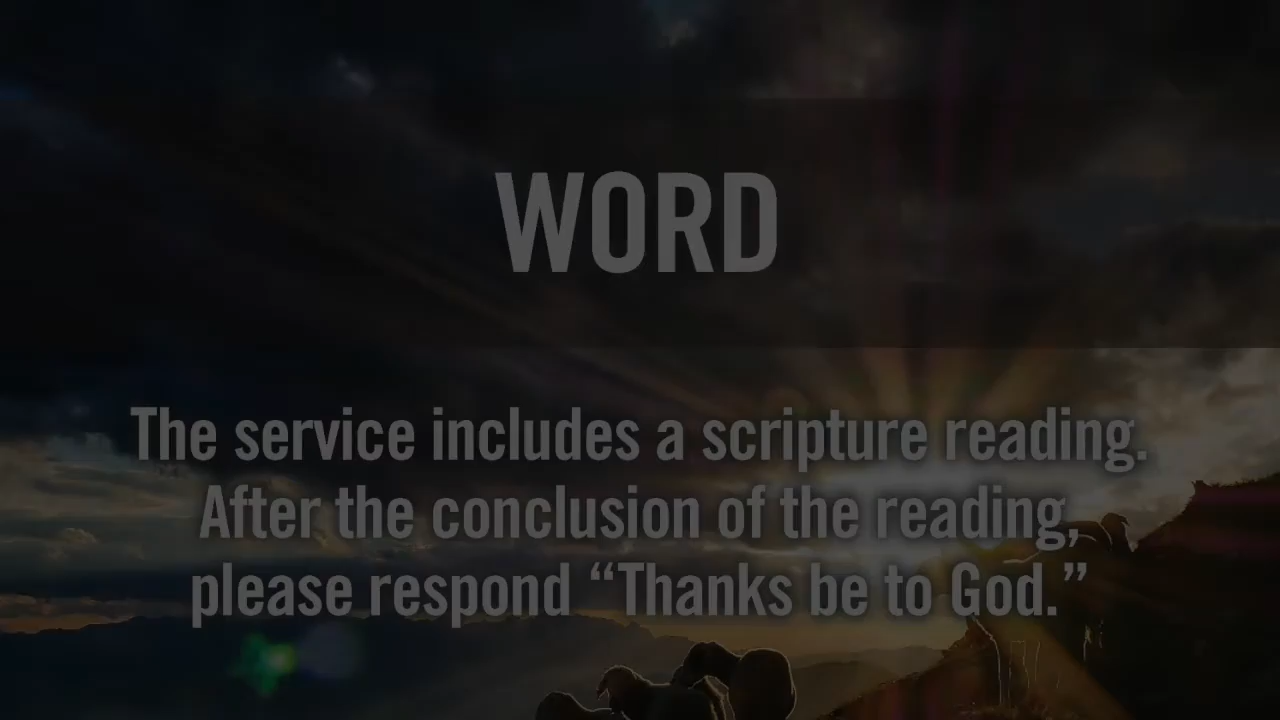 WORD
The service includes a scripture reading.
After the conclusion of the reading,
please respond “Thanks be to God.”